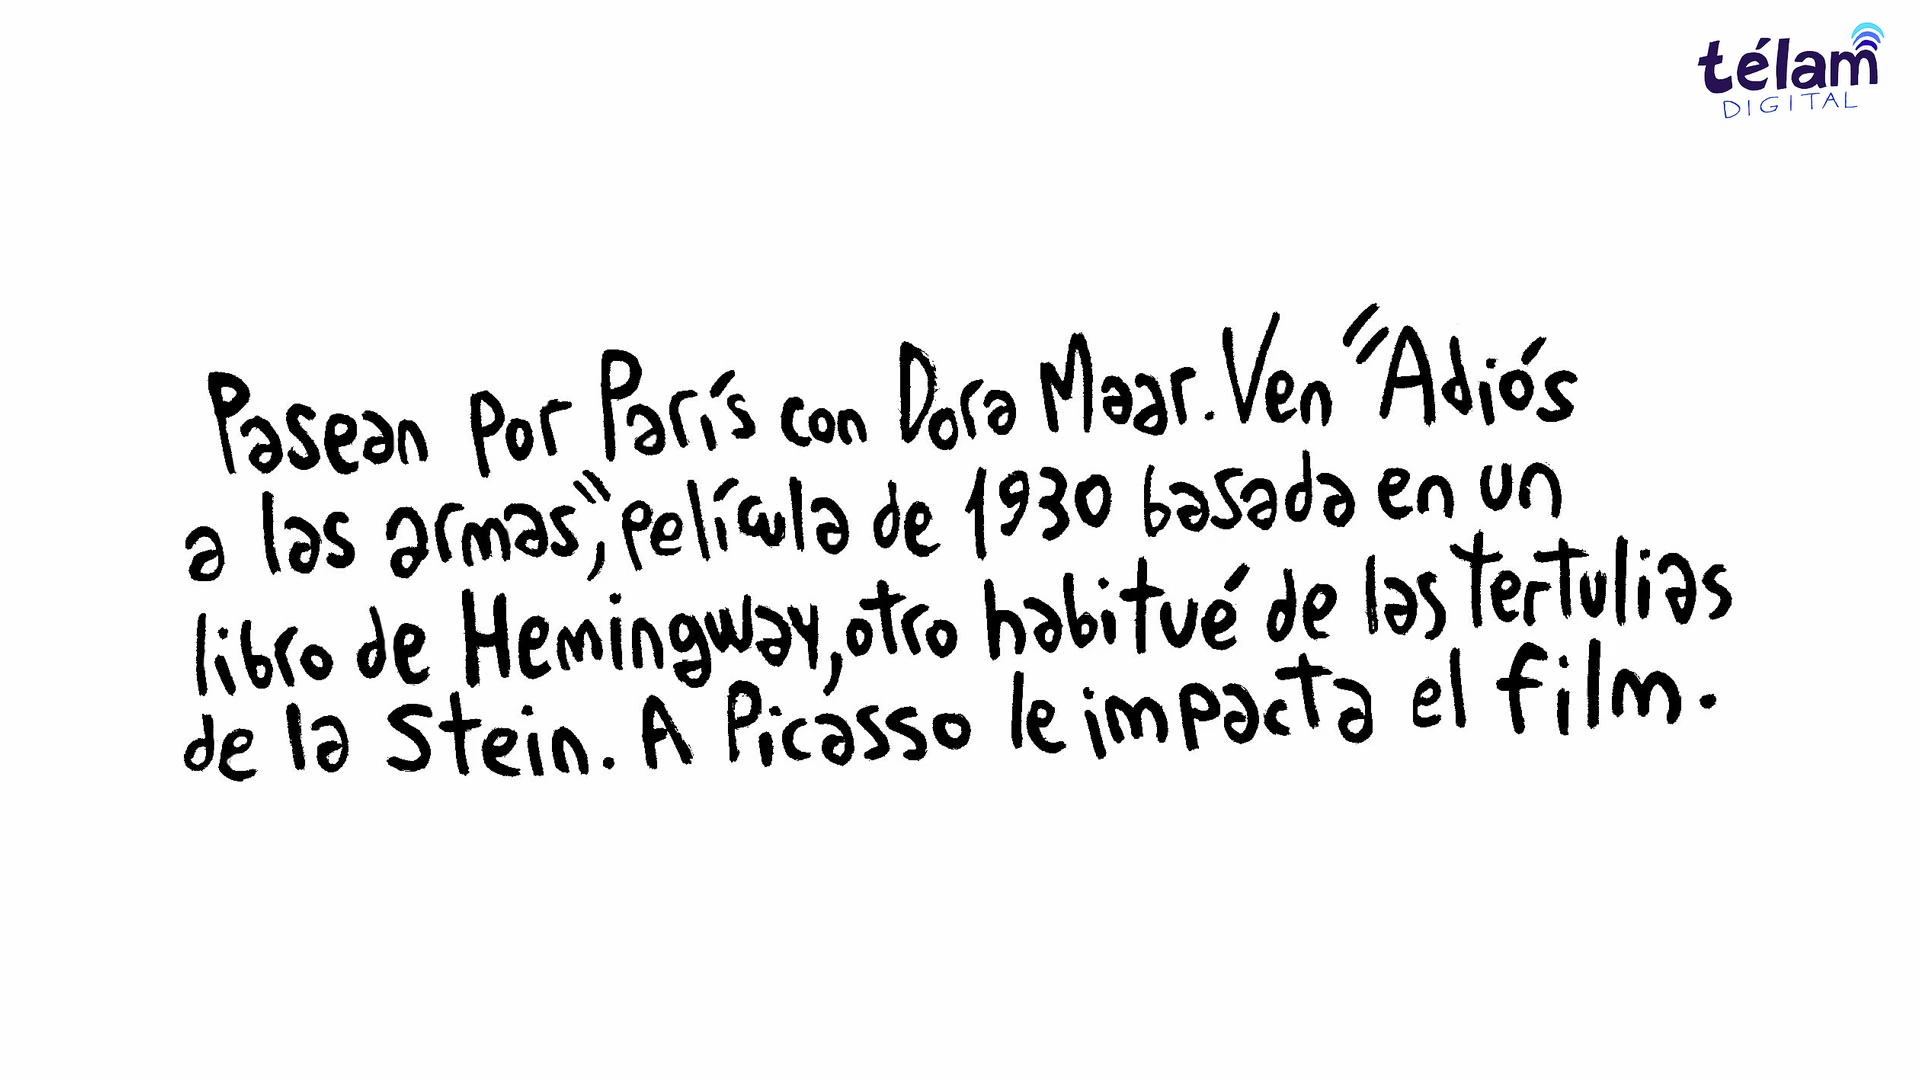 télam
DIGITAL
Pasean por París con Dora Maar. Ven "Adiós
a las armas", película de 1930 basada en un
libro de Hemingway, otro habitué de las tertulias
de la Stein. A Picasso le impacta el film.